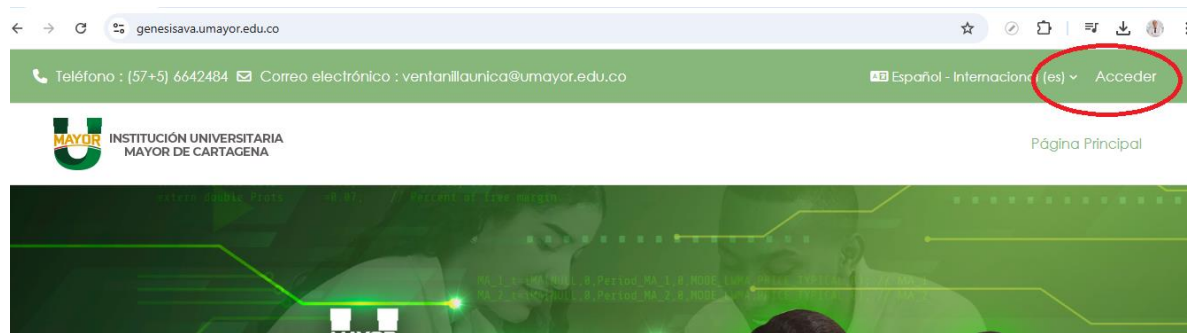 genesisava.umayor.edu.co
Teléfono : (57+5) 6642484 Correo electrónico : ventanillaunica@umayor.edu.co Español - Internacional (es) Acceder
MAYOR INSTITUCIÓN UNIVERSITARIA
MAYOR DE CARTAGENA
Página Principal